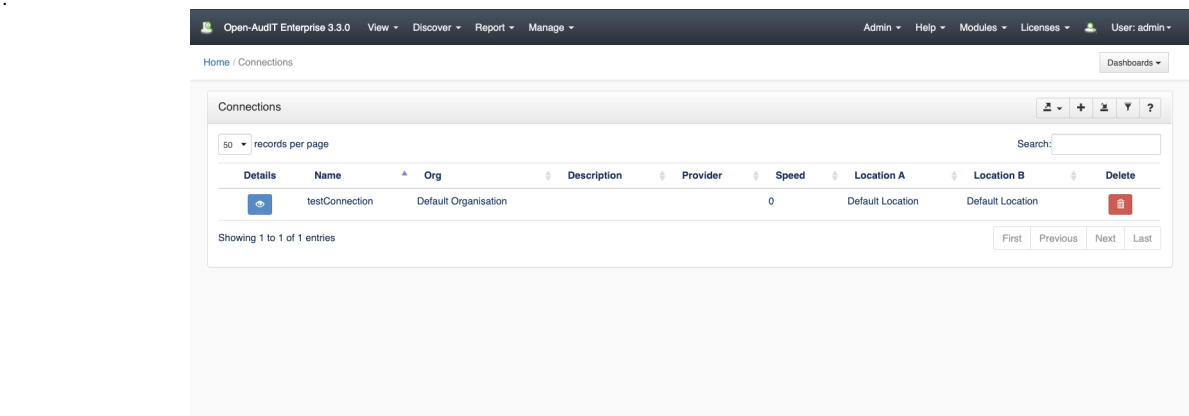 Open-AudIT Enterprise 3.3.0 View Discover Report Manage Admin Help Modules Licenses User: admin
Home / Connections Dashboards
Connections ?
50 records per page Search:
Details Name Org Description Provider Speed Location A Location B Delete
testConnection Default Organisation 0 Default Location Default Location
Showing 1 to 1 of 1 entries First Previous Next Last